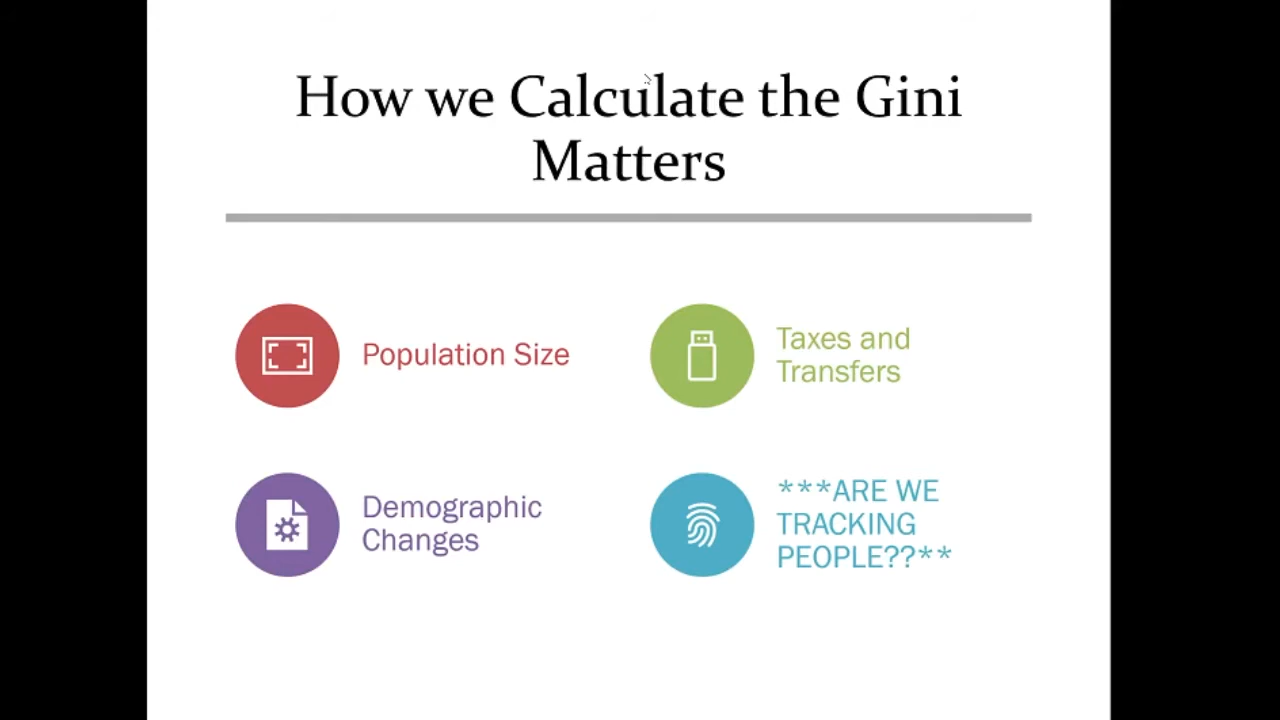 How we Calculate the Gini
Matters
Population Size
Taxes and
Transfers
Demographic
Changes
***ARE WE
TRACKING
PEOPLE??**